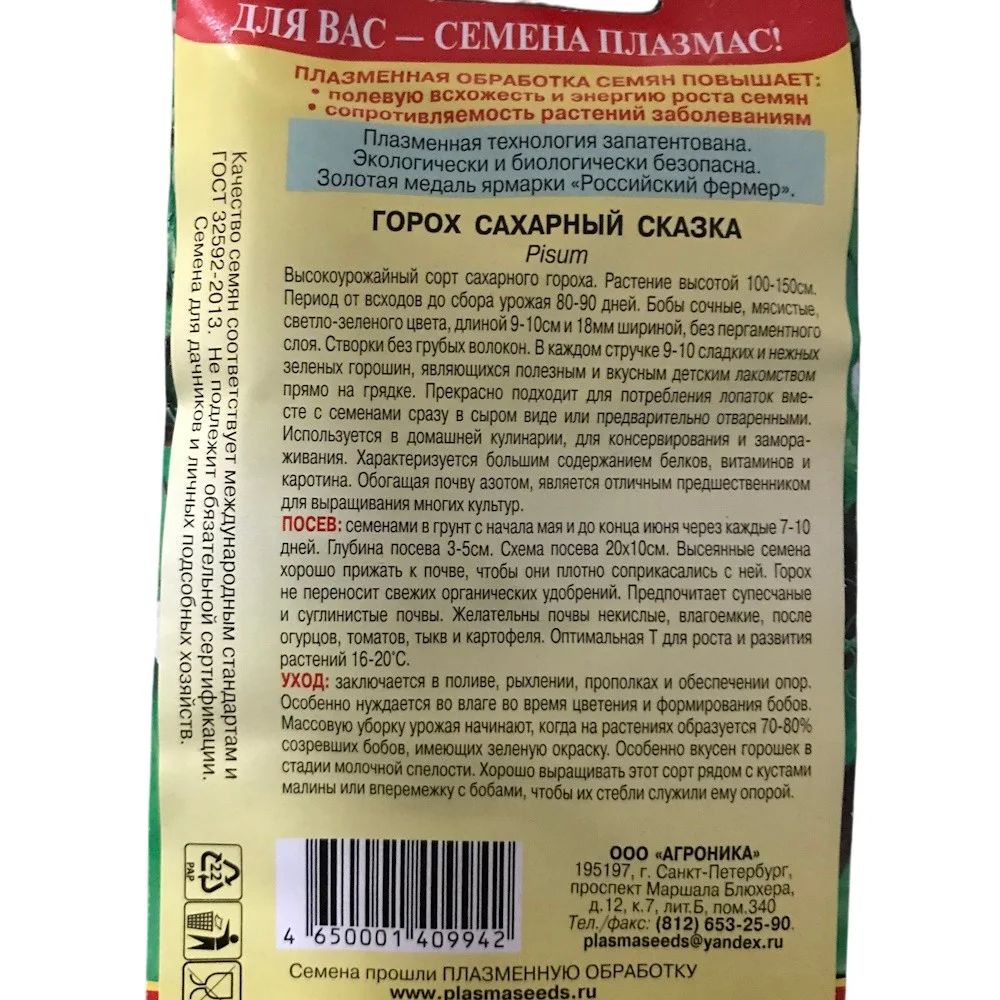 ДЛЯ ВАС — СЕМЕНА ПЛАЗМАС!
ПЛАЗМЕННАЯ ОБРАБОТКА СЕМЯН ПОВЫШАЕТ:
• полевую всхожесть и энергию роста семян
• сопротивляемость растений заболеваниям
Плазменная технология запатентована.
Экологически и биологически безопасна.
Золотая медаль ярмарки «Российский фермер».
ГОРОХ САХАРНЫЙ СКАЗКА
Pisum
Высокоурожайный сорт сахарного гороха. Растение высотой 100-150см.
Период от всходов до сбора урожая 80-90 дней. Бобы сочные, мясистые,
светло-зеленого цвета, длиной 9-10см и 18мм шириной, без пергаментного
слоя. Створки без грубых волокон. В каждом стручке 9-10 сладких и нежных
зеленых горошин, являющихся полезным и вкусным детским лакомством
прямо на грядке. Прекрасно подходит для потребления лопаток вме-
сте с семенами сразу в сыром виде или предварительно отваренными.
Используется в домашней кулинарии, для консервирования и замора-
живания. Характеризуется большим содержанием белков, витаминов и
каротина. Обогащая почву азотом, является отличным предшественником
для выращивания многих культур.
ПОСЕВ: семенами в грунт с начала мая и до конца июня через каждые 7-10
дней. Глубина посева 3-5см. Схема посева 20x10см. Высеянные семена
хорошо прижать к почве, чтобы они плотно соприкасались с ней. Горох
не переносит свежих органических удобрений. Предпочитает супесчаные
и суглинистые почвы. Желательны почвы некислые, влагоемкие, после
огурцов, томатов, тыкв и картофеля. Оптимальная Т для роста и развития
растений 16-20°С.
УХОД: заключается в поливе, рыхлении, прополках и обеспечении опор.
Особенно нуждается во влаге во время цветения и формирования бобов.
Массовую уборку урожая начинают, когда на растениях образуется 70-80%
созревших бобов, имеющих зеленую окраску. Особенно вкусен горошек в
стадии молочной спелости. Хорошо выращивать этот сорт рядом с кустами
малины или вперемежку с бобами, чтобы их стебли служили ему опорой.
Качество семян соответствует международным стандартам и
ГОСТ 32592-2013. Не подлежит обязательной сертификации.
Семена для дачников и личных подсобных хозяйств.
22
PAP
4 650001 409942
ООО «АГРОНИКА»
195197, г. Санкт-Петербург,
проспект Маршала Блюхера,
д.12, к.7, лит.Б, пом.340
Тел./факс: (812) 653-25-90
plasmaseeds@yandex.ru
Семена прошли ПЛАЗМЕННУЮ ОБРАБОТКУ
www.plasmaseeds.ru